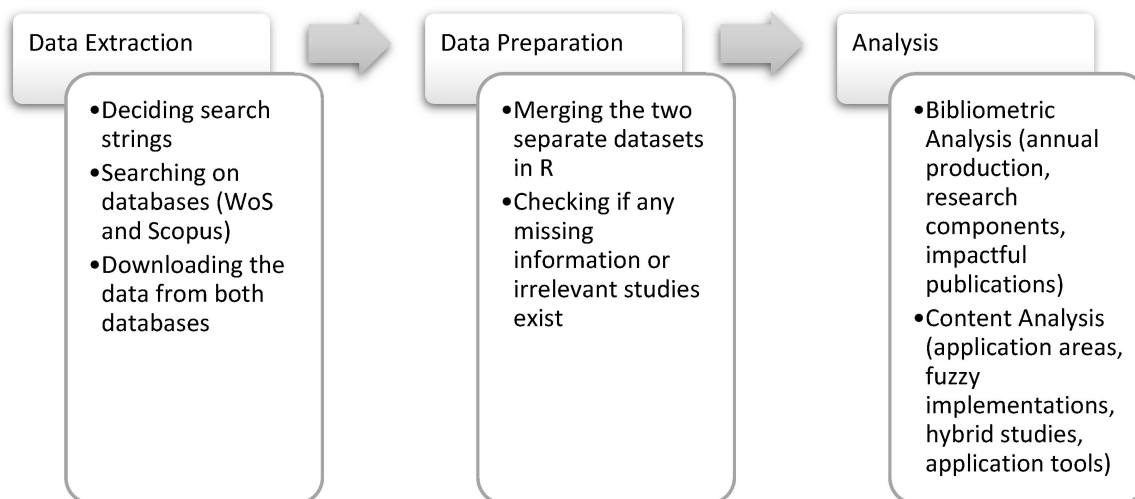 Data Extraction
•Deciding search
strings
•Searching on
databases (WoS
and Scopus)
•Downloading the
data from both
databases
Data Preparation
•Merging the two
separate datasets
in R
•Checking if any
missing
information or
irrelevant studies
exist
Analysis
•Bibliometric
Analysis (annual
production,
research
components,
impactful
publications)
•Content Analysis
(application areas,
fuzzy
implementations,
hybrid studies,
application tools)